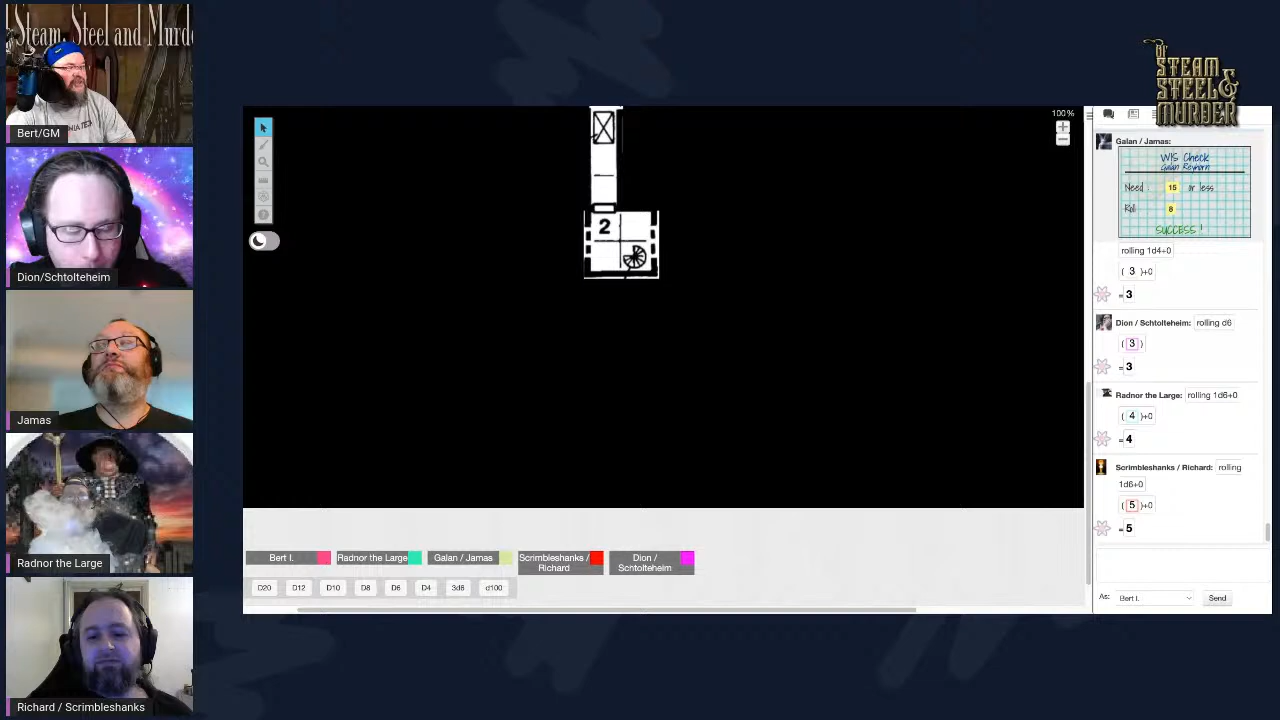 Steam, Steel and Murde
Bert/GM
Dion/Schtolteheim
Jamas
Radnor the Large
Richard / Scrimbleshanks
2
100%
OF
STEAM
STEEL &
MURDER
Galan / Jamas:
WIS Check
Galan Reyhorn
Need 15 or less
Roll 8
SUCCESS !
rolling 1d4+0
( 3 )+0
= 3
Dion / Schtolteheim: rolling d6
( 3 )
= 3
Radnor the Large: rolling 1d6+0
( 4 )+0
= 4
Scrimbleshanks / Richard: rolling
1d6+0
( 5 )+0
= 5
Bert I.
Radnor the Large
Galan / Jamas
Scrimbleshanks /
Richard
Dion /
Schtolteheim
D20 D12 D10 D8 D6 D4 3d6 d100
As: Bert I. Send